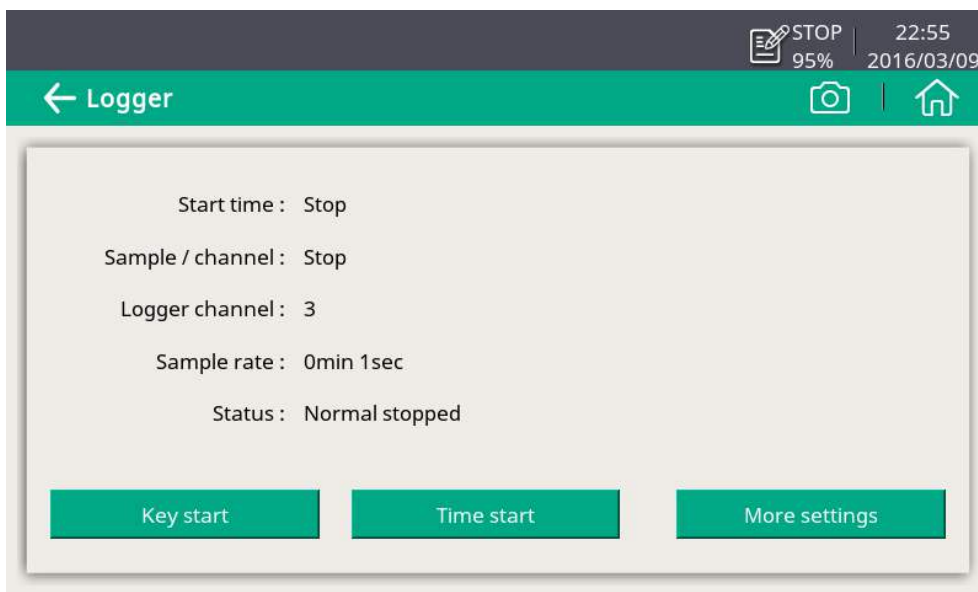 STOP 22:55
95% 2016/03/09
Logger
Start time : Stop
Sample / channel : Stop
Logger channel : 3
Sample rate : 0min 1sec
Status : Normal stopped
Key start Time start More settings